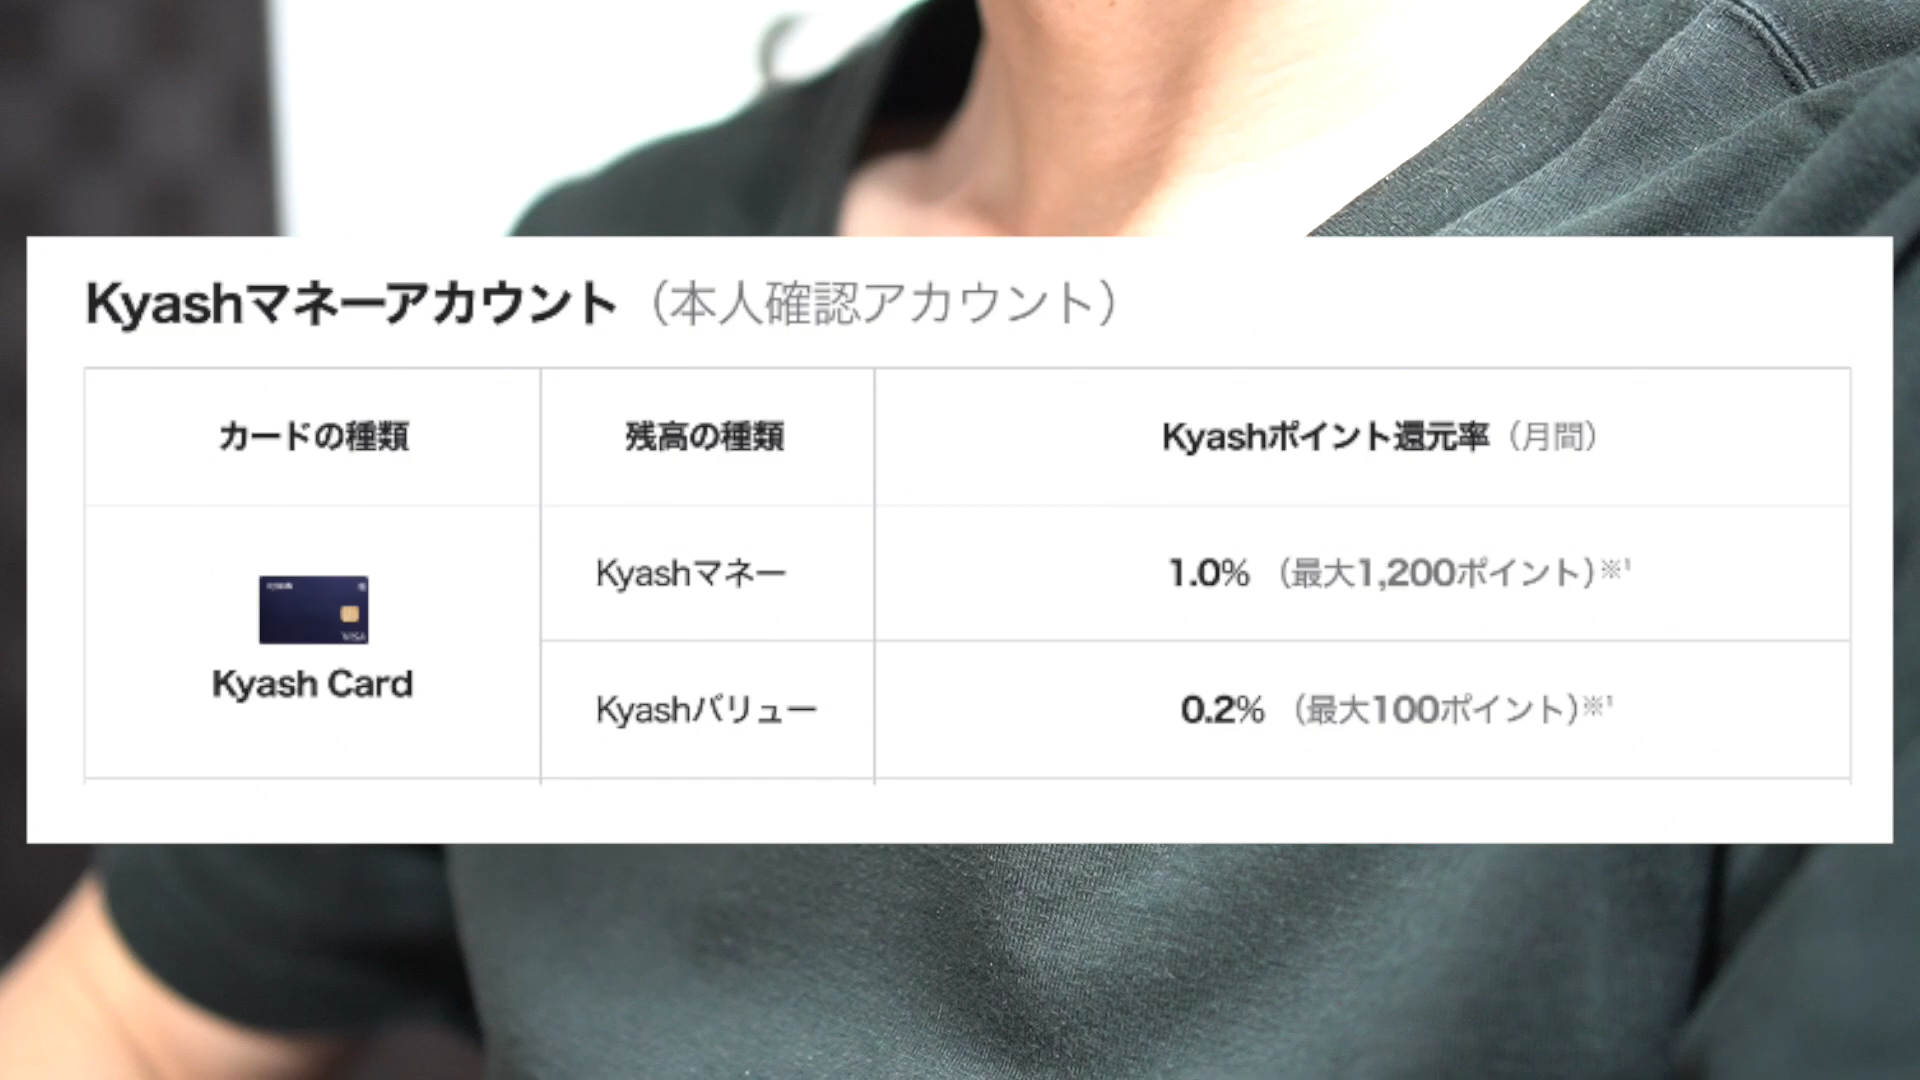 Kyashマネーアカウント（本人確認アカウント）
カードの種類 残高の種類 Kyashポイント還元率（月間）
Kyashマネー 1.0% （最大1,200ポイント）※1
VISA
Kyash Card
Kyashバリュー 0.2% （最大100ポイント）※1